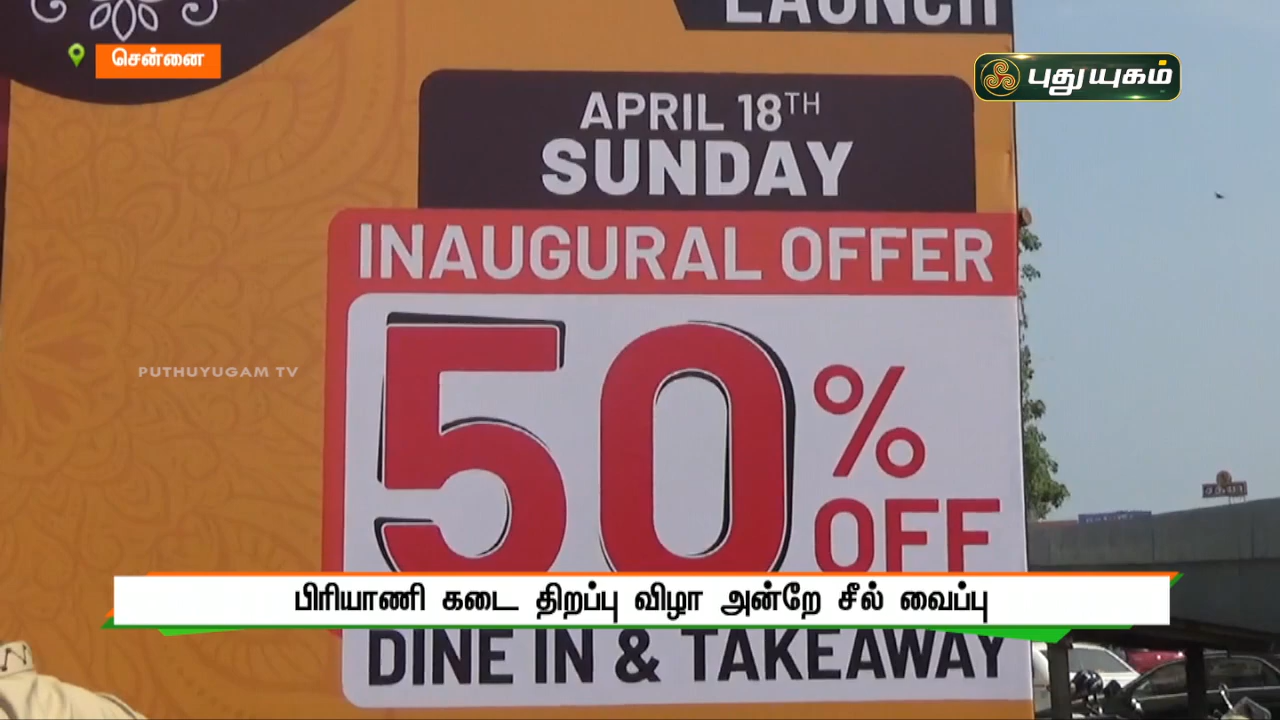 LAUNCH
சென்னை
புதுயுகம்
APRIL 18TH
SUNDAY
INAUGURAL OFFER
50% OFF
PUTHUYUGAM TV
பிரியாணி கடை திறப்பு விழா அன்றே சீல் வைப்பு
DINE IN & TAKEAWAY